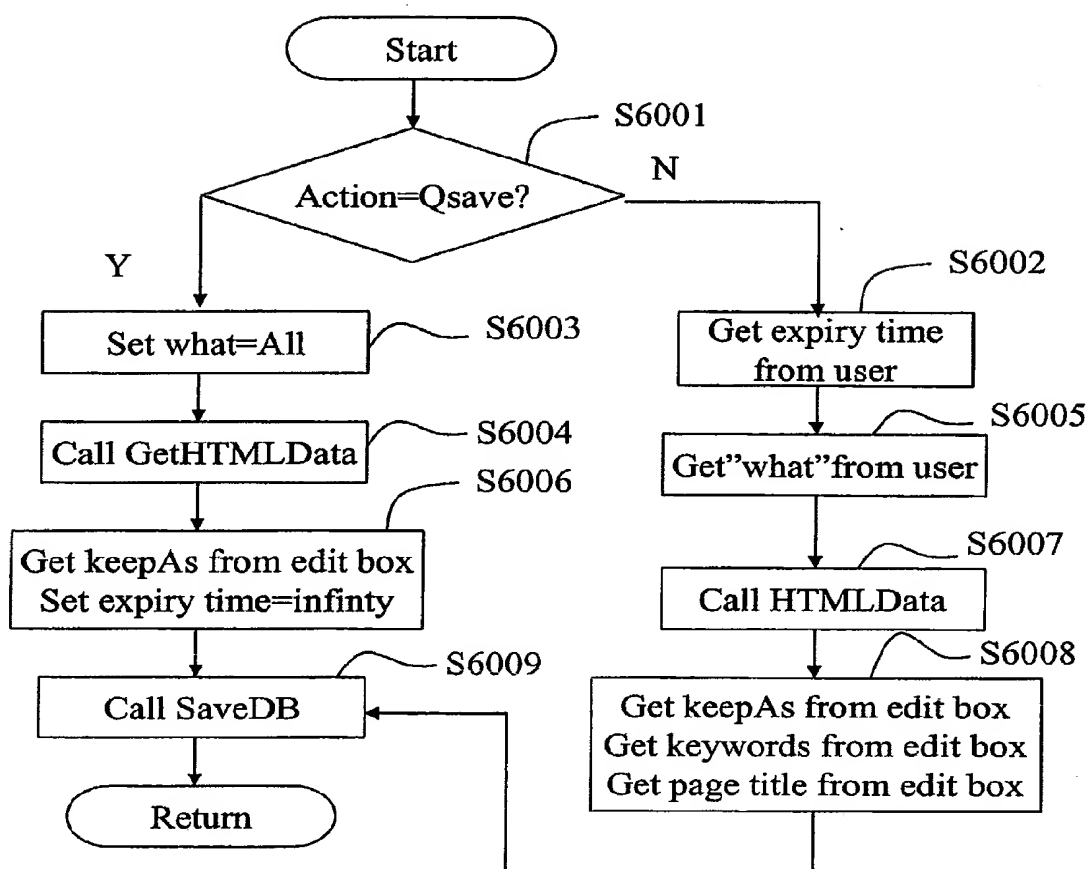 Start
S6001
Action=Qsave?
N
Y
S6002
S6003
Set what=All
Get expiry time
from user
S6004
Call GetHTMLData
S6005
Get”what”from user
S6006
Get keepAs from edit box
Set expiry time=infinty
S6007
Call HTMLData
S6009
Call SaveDB
S6008
Get keepAs from edit box
Get keywords from edit box
Get page title from edit box
Return